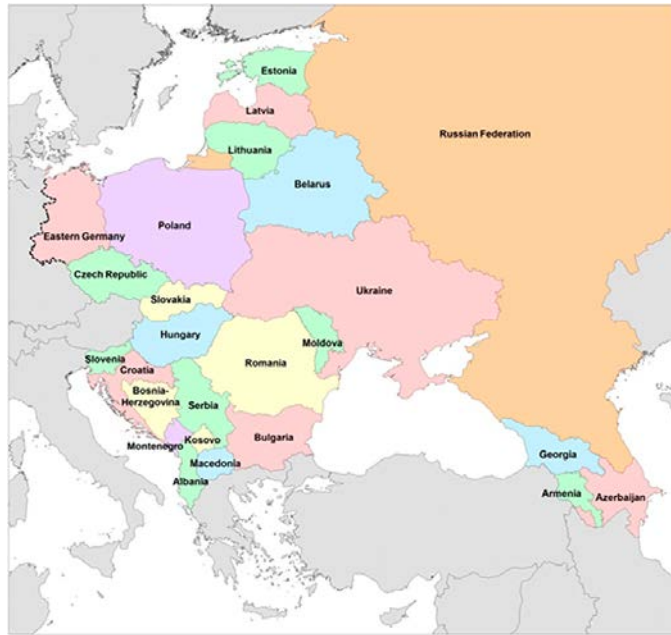 Estonia
Latvia
Russian Federation
Lithuania
Belarus
Poland
Eastern Germany
Czech Republic
Ukraine
Slovakia
Hungary
Moldova
Slovenia
Romania
Croatia
Bosnia-
Herzegovina
Serbia
Bulgaria
Kosovo
Montenegro
Georgia
Macedonia
Albania
Armenia
Azerbaijan